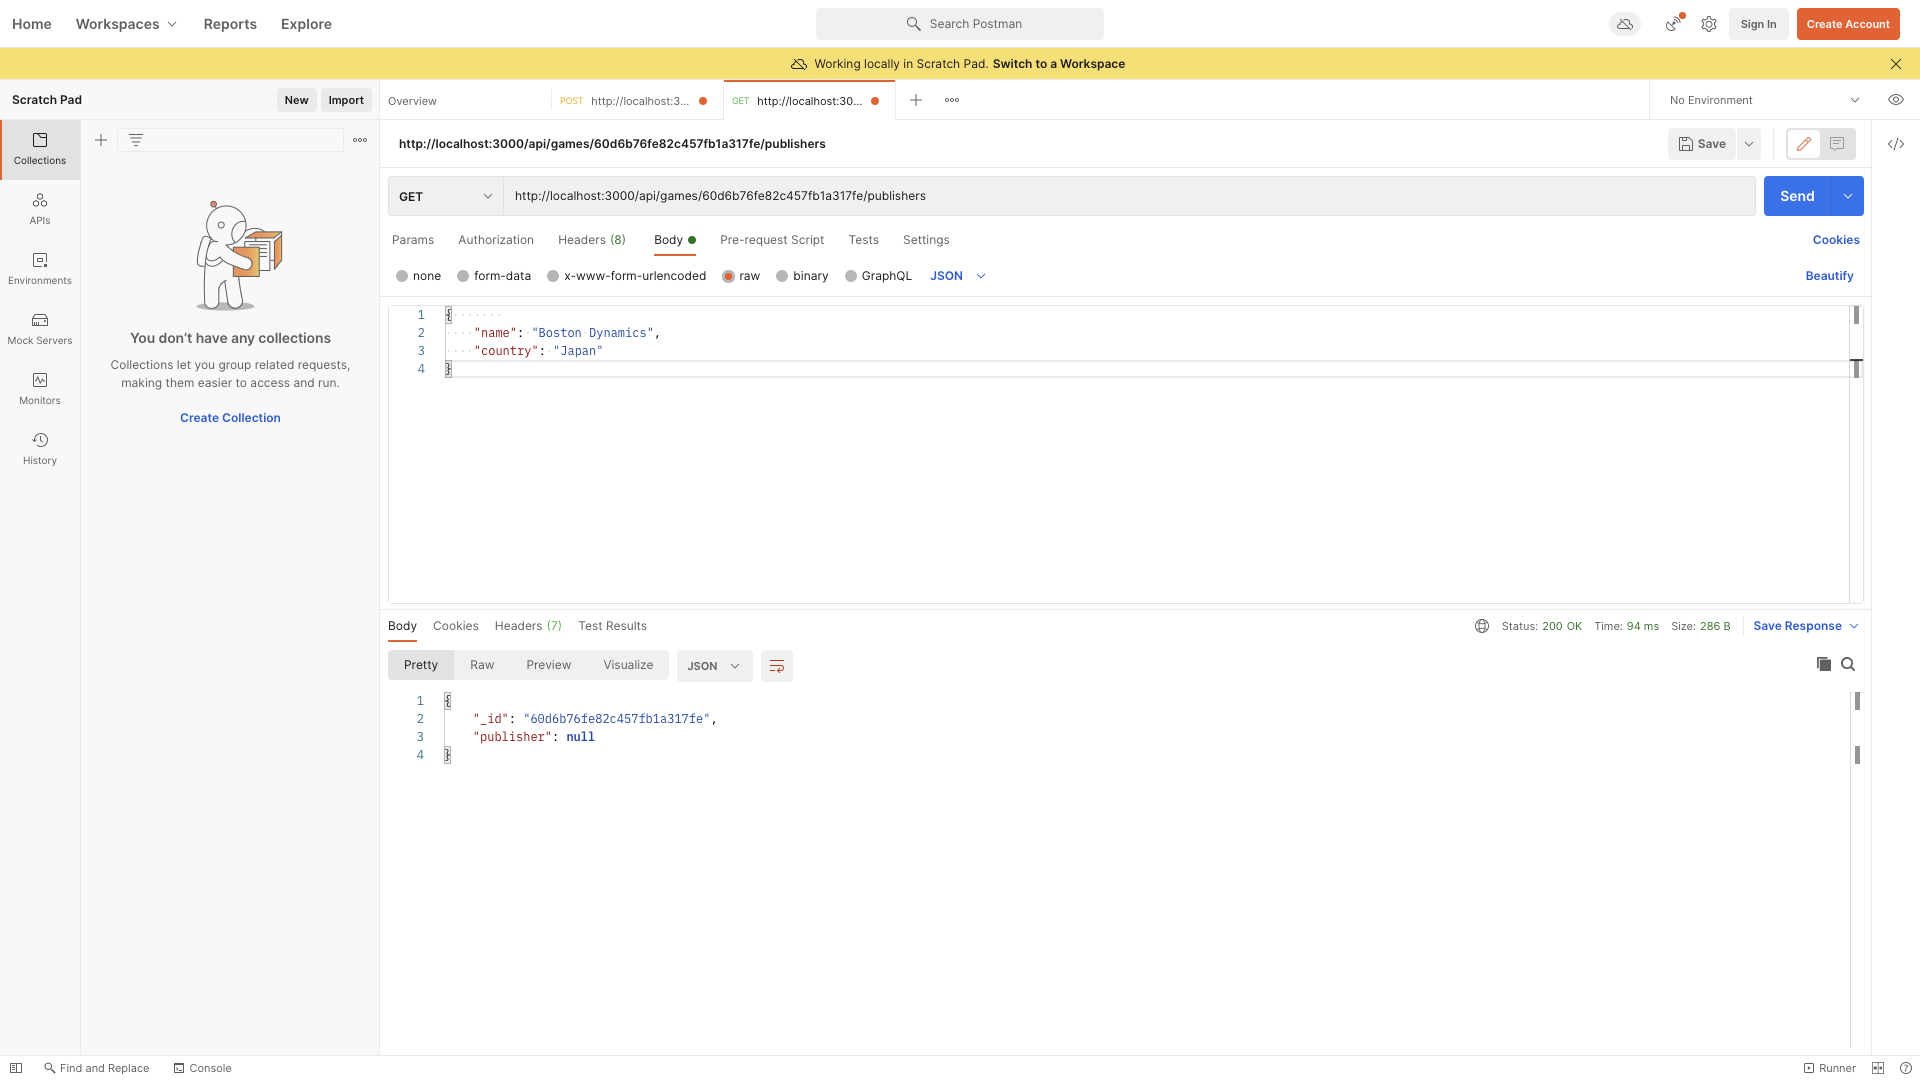 Home Workspaces Reports Explore Search Postman Sign In Create Account
Working locally in Scratch Pad. Switch to a Workspace
Scratch Pad New Import Overview POST http://localhost:3... GET http://localhost:30... No Environment
Collections
APIs
Environments
Mock Servers
Monitors
History
You don’t have any collections
Collections let you group related requests,
making them easier to access and run.
Create Collection
http://localhost:3000/api/games/60d6b76fe82c457fb1a317fe/publishers Save
GET http://localhost:3000/api/games/60d6b76fe82c457fb1a317fe/publishers Send
Params Authorization Headers (8) Body Pre-request Script Tests Settings Cookies
none form-data x-www-form-urlencoded raw binary GraphQL JSON Beautify
1 {
2 "name": "Boston Dynamics",
3 "country": "Japan"
4 }
Body Cookies Headers (7) Test Results Status: 200 OK Time: 94 ms Size: 286 B Save Response
Pretty Raw Preview Visualize JSON
1 {
2 "_id": "60d6b76fe82c457fb1a317fe",
3 "publisher": null
4 }
Find and Replace Console Runner